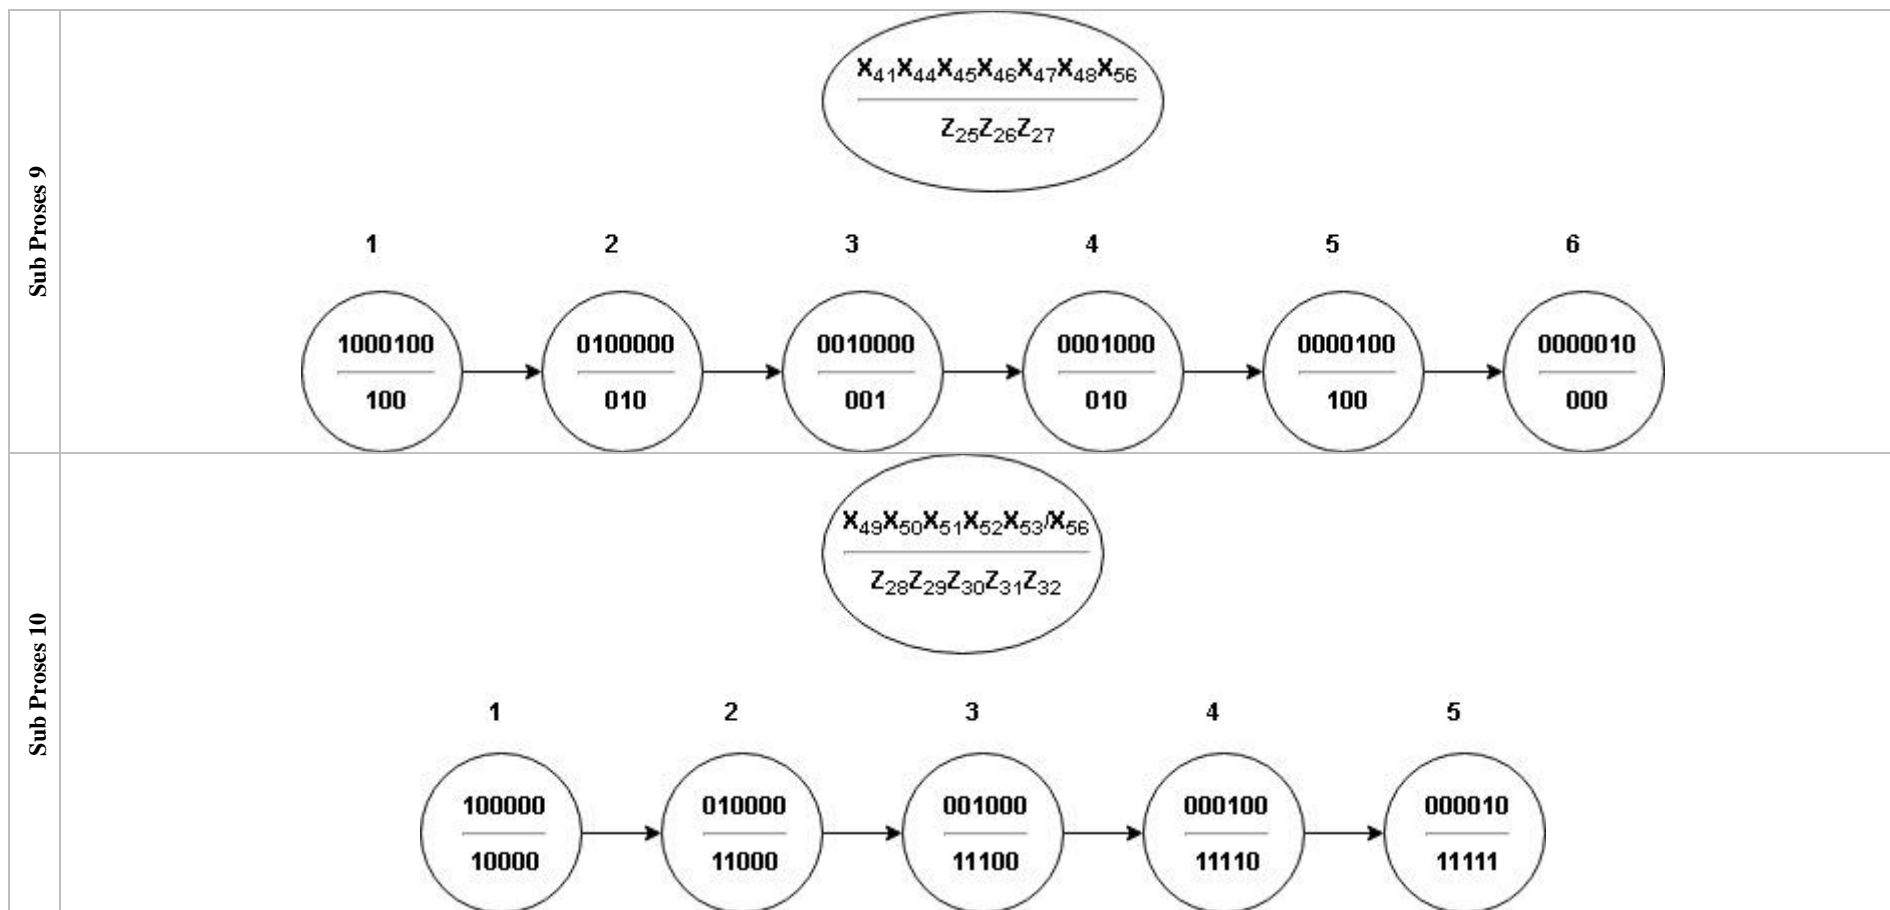 Sub Proses 9
X41X44X45X46X47X48X56
Z25Z26Z27
1 2 3 4 5 6
1000100 0100000 0010000 0001000 0000100 0000010
100 010 001 010 100 000
Sub Proses 10
X49X50X51X52X53/X56
Z28Z29Z30Z31Z32
1 2 3 4 5
100000 010000 001000 000100 000010
10000 11000 11100 11110 11111